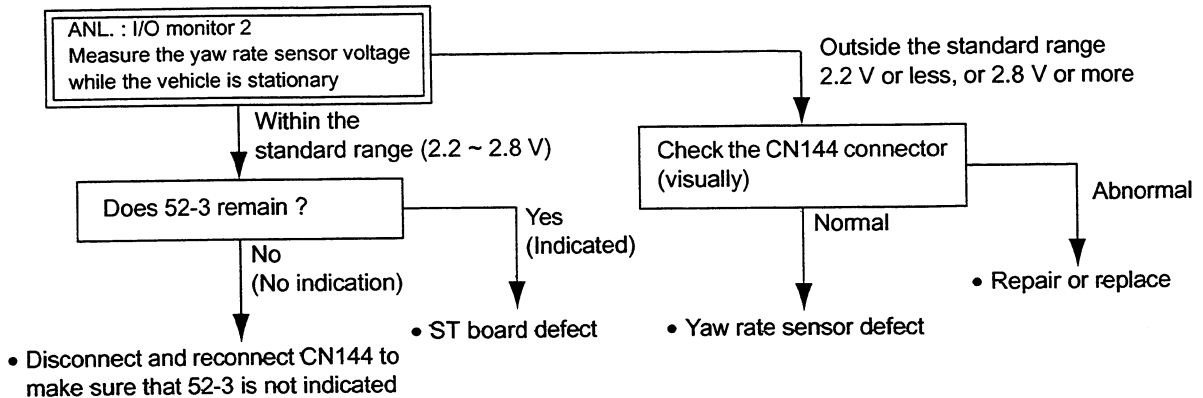 ANL. : I/O monitor 2
Measure the yaw rate sensor voltage
while the vehicle is stationary
Outside the standard range
2.2 V or less, or 2.8 V or more
Within the
standard range (2.2 ~ 2.8 V)
Check the CN144 connector
(visually)
Does 52-3 remain ?
Yes
(Indicated)
Abnormal
Normal
No
(No indication)
• Repair or replace
• ST board defect
• Yaw rate sensor defect
• Disconnect and reconnect CN144 to
make sure that 52-3 is not indicated